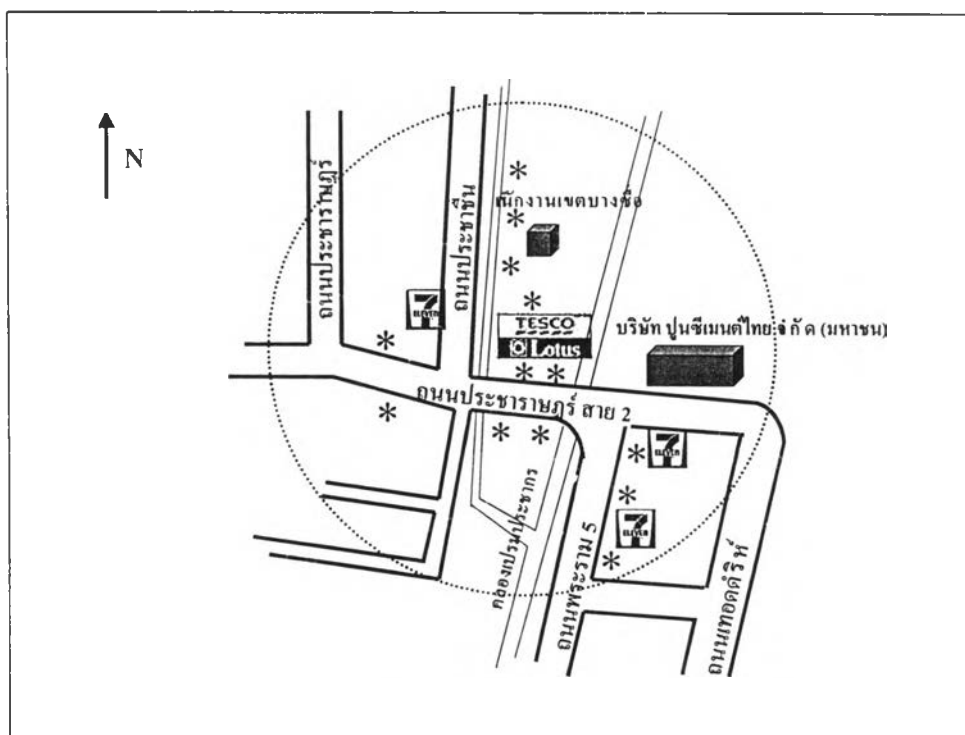 N
ถนนประชาราษฎร์
ถนนประชาชื่น
สำนักงานเขตบางซื่อ
7
ELEVEN
TESCO
Lotus
บริษัท ปูนซีเมนต์ไทย จำกัด (มหาชน)
ถนนประชาราษฎร์ สาย 2
7
ELEVEN
7
ELEVEN
คลองเปรมประชากร
ถนนพระราม 5
ถนนเทอดดำริห์